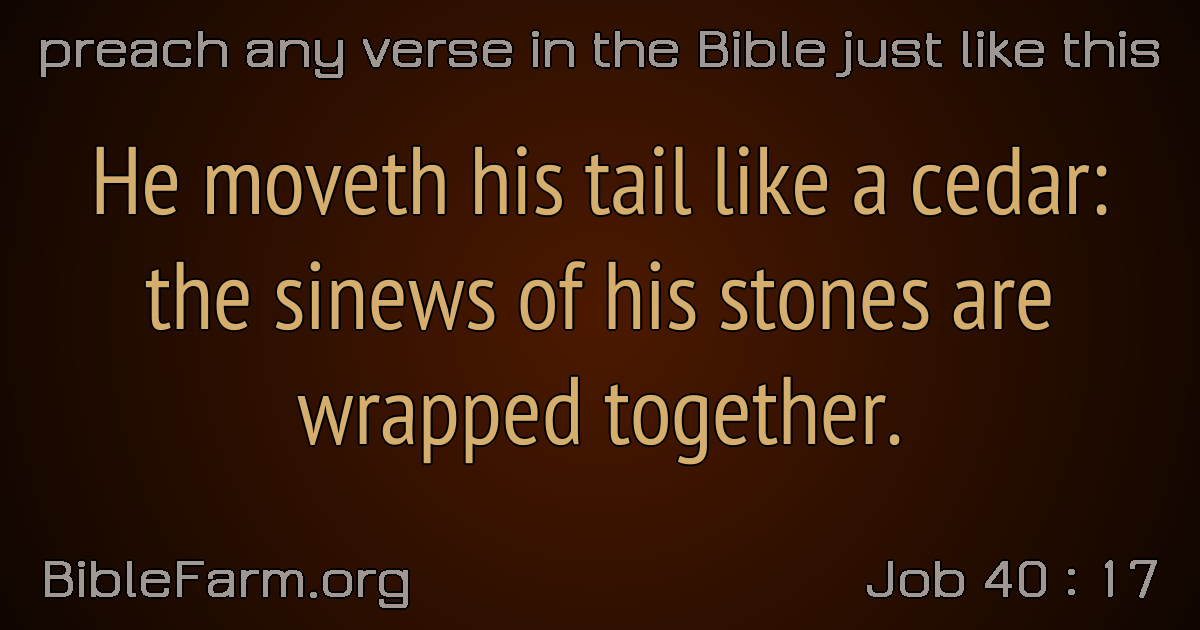 preach any verse in the Bible just like this
He moveth his tail like a cedar:
the sinews of his stones are
wrapped together.
BibleFarm.org
Job 40 : 17